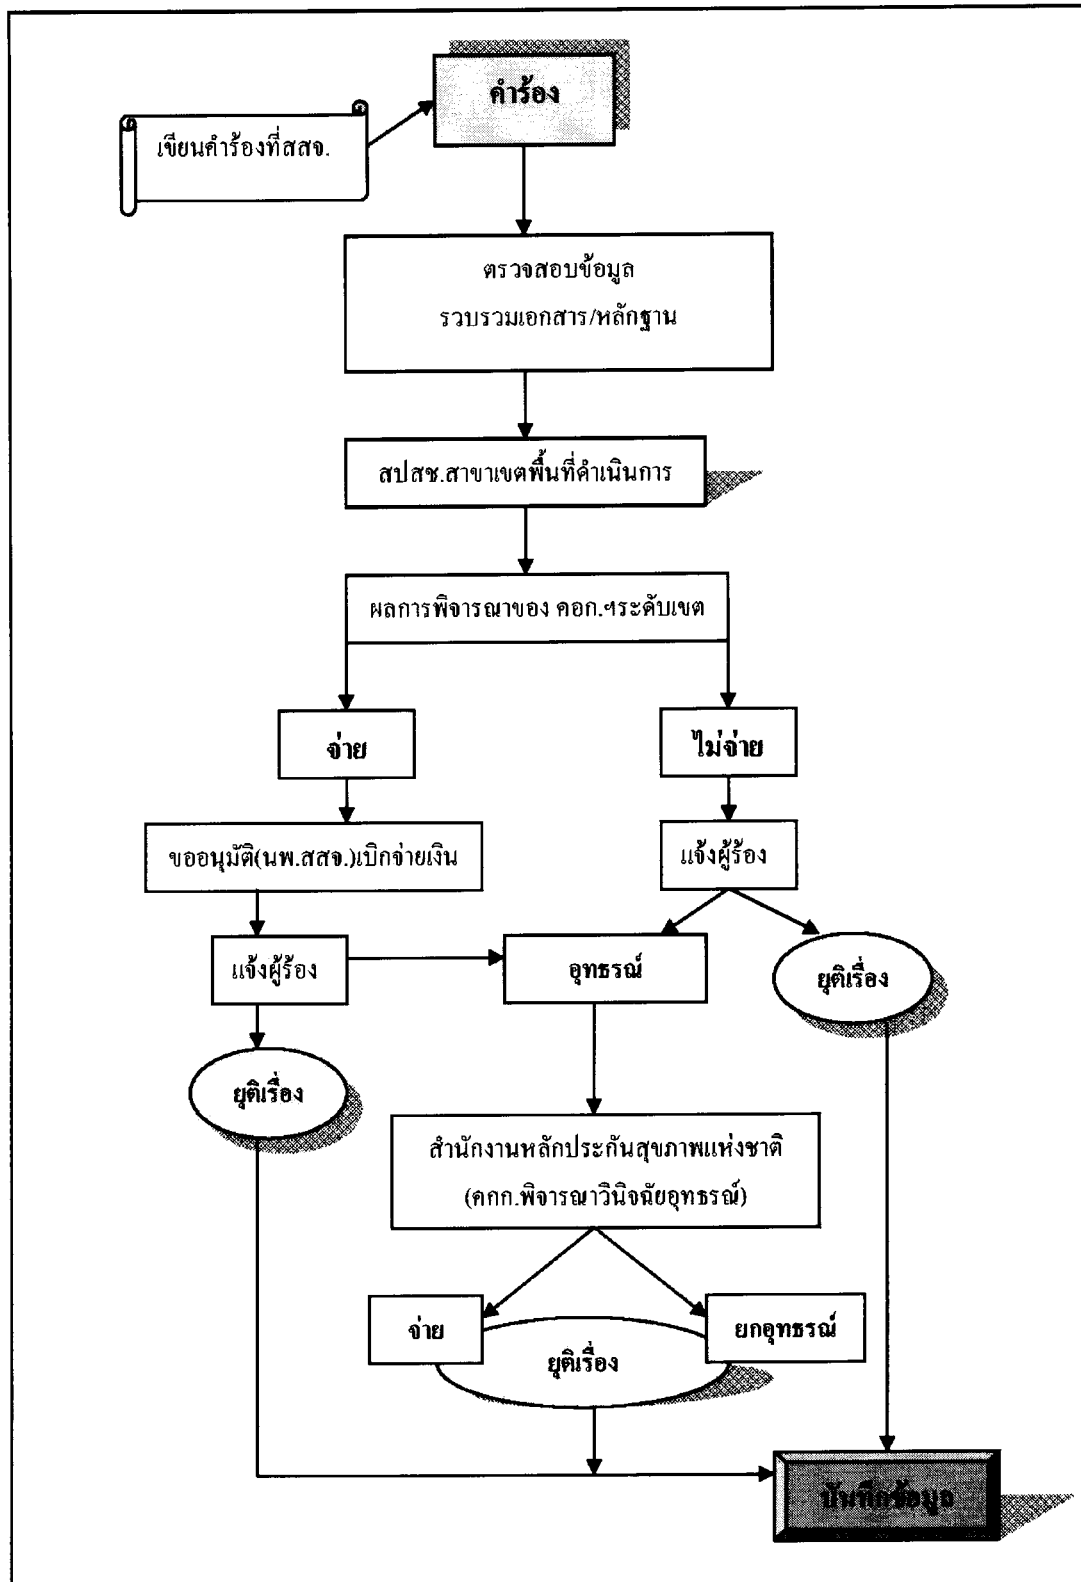 คำร้อง
เขียนคำร้องที่สสจ.
ตรวจสอบข้อมูล
รวบรวมเอกสาร/หลักฐาน
สปสช.สาขาเขตพื้นที่ดำเนินการ
ผลการพิจารณาของ คอก.ฯระดับเขต
จ่าย
ไม่จ่าย
ขออนุมัติ(นพ.สสจ.)เบิกจ่ายเงิน
แจ้งผู้ร้อง
แจ้งผู้ร้อง
อุทธรณ์
ยุติเรื่อง
ยุติเรื่อง
สำนักงานหลักประกันสุขภาพแห่งชาติ
(คกก.พิจารณาวินิจฉัยอุทธรณ์)
จ่าย
ยกอุทธรณ์
ยุติเรื่อง
บันทึกข้อมูล